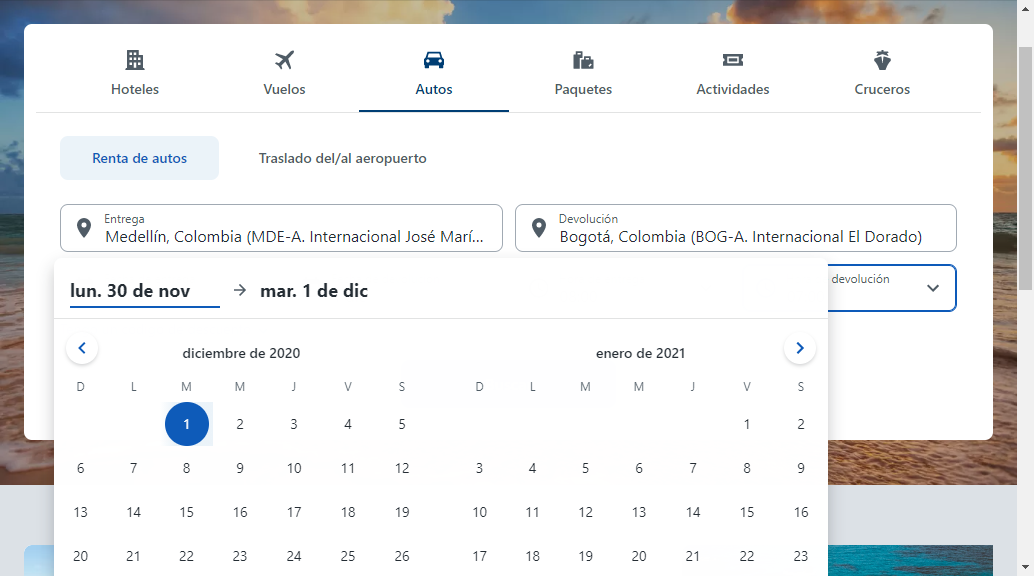 Hoteles Vuelos Autos Paquetes Actividades Cruceros
Renta de autos Traslado del/al aeropuerto
Entrega
Medellín, Colombia (MDE-A. Internacional José Marí...
Devolución
Bogotá, Colombia (BOG-A. Internacional El Dorado)
devolución
lun. 30 de nov → mar. 1 de dic
diciembre de 2020
D L M M J V S
1 2 3 4 5
6 7 8 9 10 11 12
13 14 15 16 17 18 19
20 21 22 23 24 25 26
enero de 2021
D L M M J V S
1 2
3 4 5 6 7 8 9
10 11 12 13 14 15 16
17 18 19 20 21 22 23